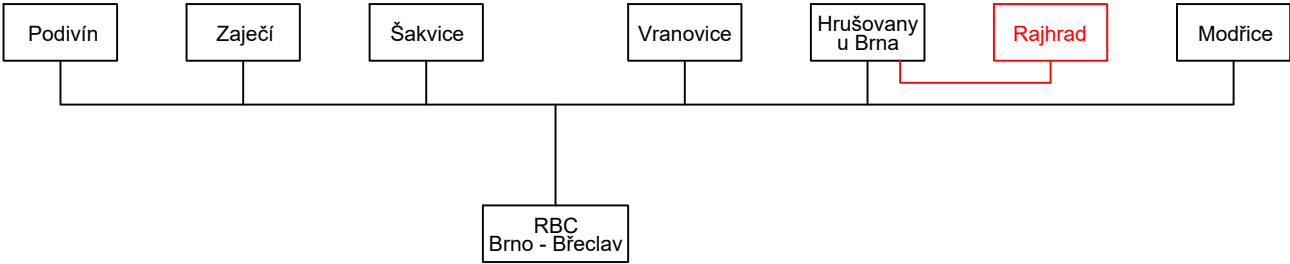 Podivín
Zaječí
Šakvice
Vranovice
Hrušovany
u Brna
Rajhrad
Modřice
RBC
Brno - Břeclav